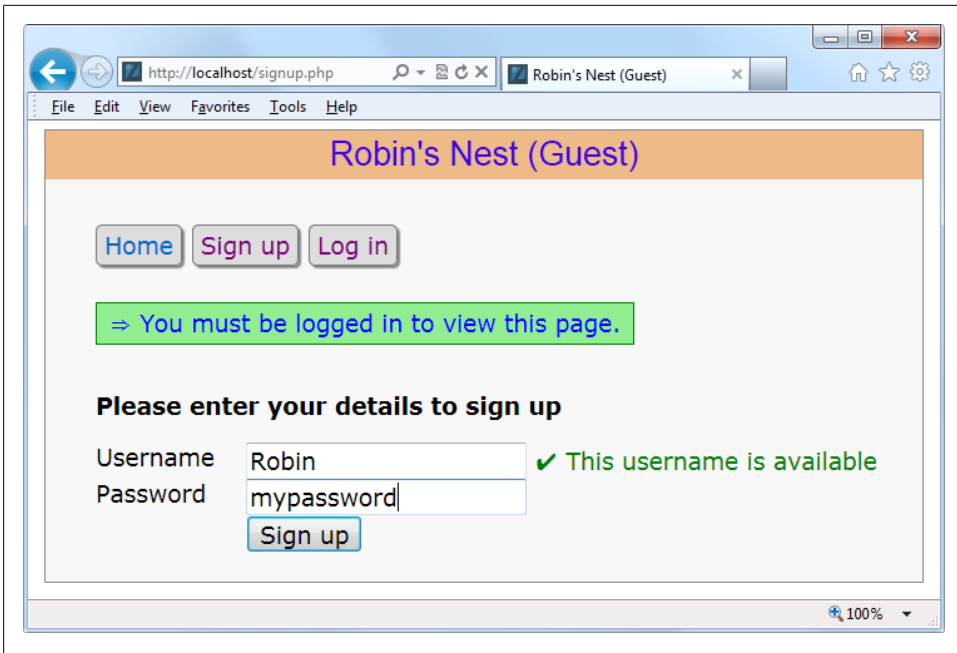 http://localhost/signup.php
Robin's Nest (Guest)
File Edit View Favorites Tools Help
Robin's Nest (Guest)
Home Sign up Log in
⇒ You must be logged in to view this page.
Please enter your details to sign up
Username Robin ✔ This username is available
Password mypassword
Sign up
100%